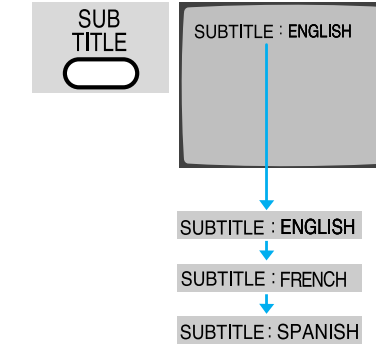 SUB
TITLE
SUBTITLE : ENGLISH
SUBTITLE : ENGLISH
SUBTITLE : FRENCH
SUBTITLE : SPANISH